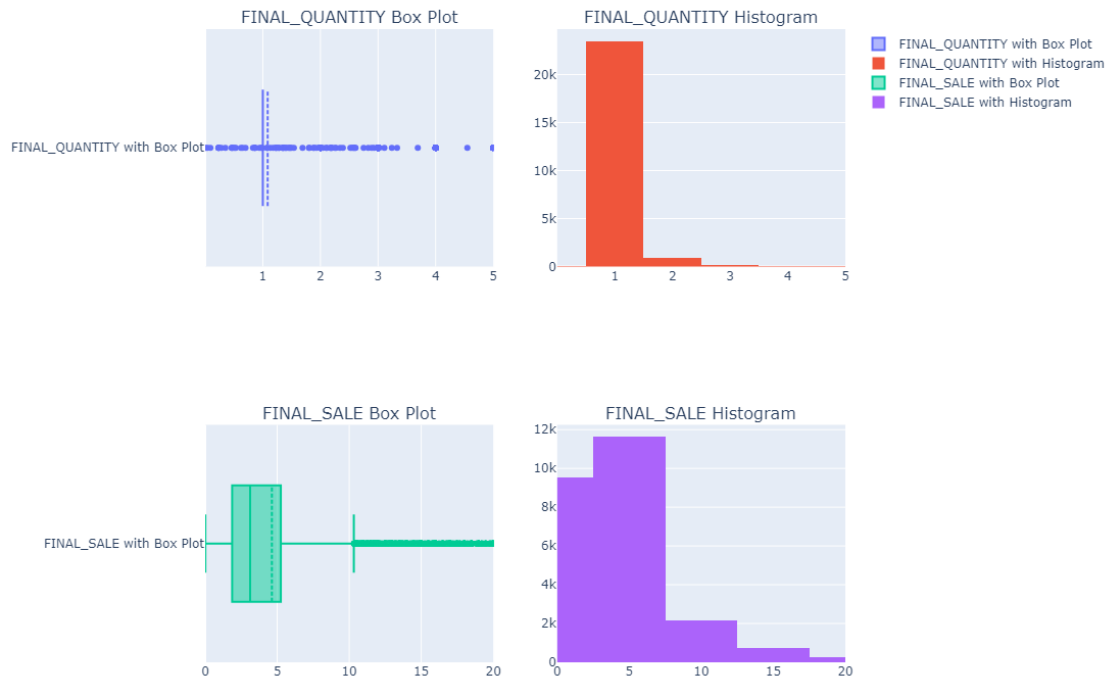 FINAL_QUANTITY Box Plot
FINAL_QUANTITY Histogram
FINAL_QUANTITY with Box Plot
1 2 3 4 5
20k
15k
10k
5k
0
1 2 3 4 5
FINAL_QUANTITY with Box Plot
FINAL_QUANTITY with Histogram
FINAL_SALE with Box Plot
FINAL_SALE with Histogram
FINAL_SALE Box Plot
FINAL_SALE Histogram
FINAL_SALE with Box Plot
0 5 10 15 20
12k
10k
8k
6k
4k
2k
0
0 5 10 15 20